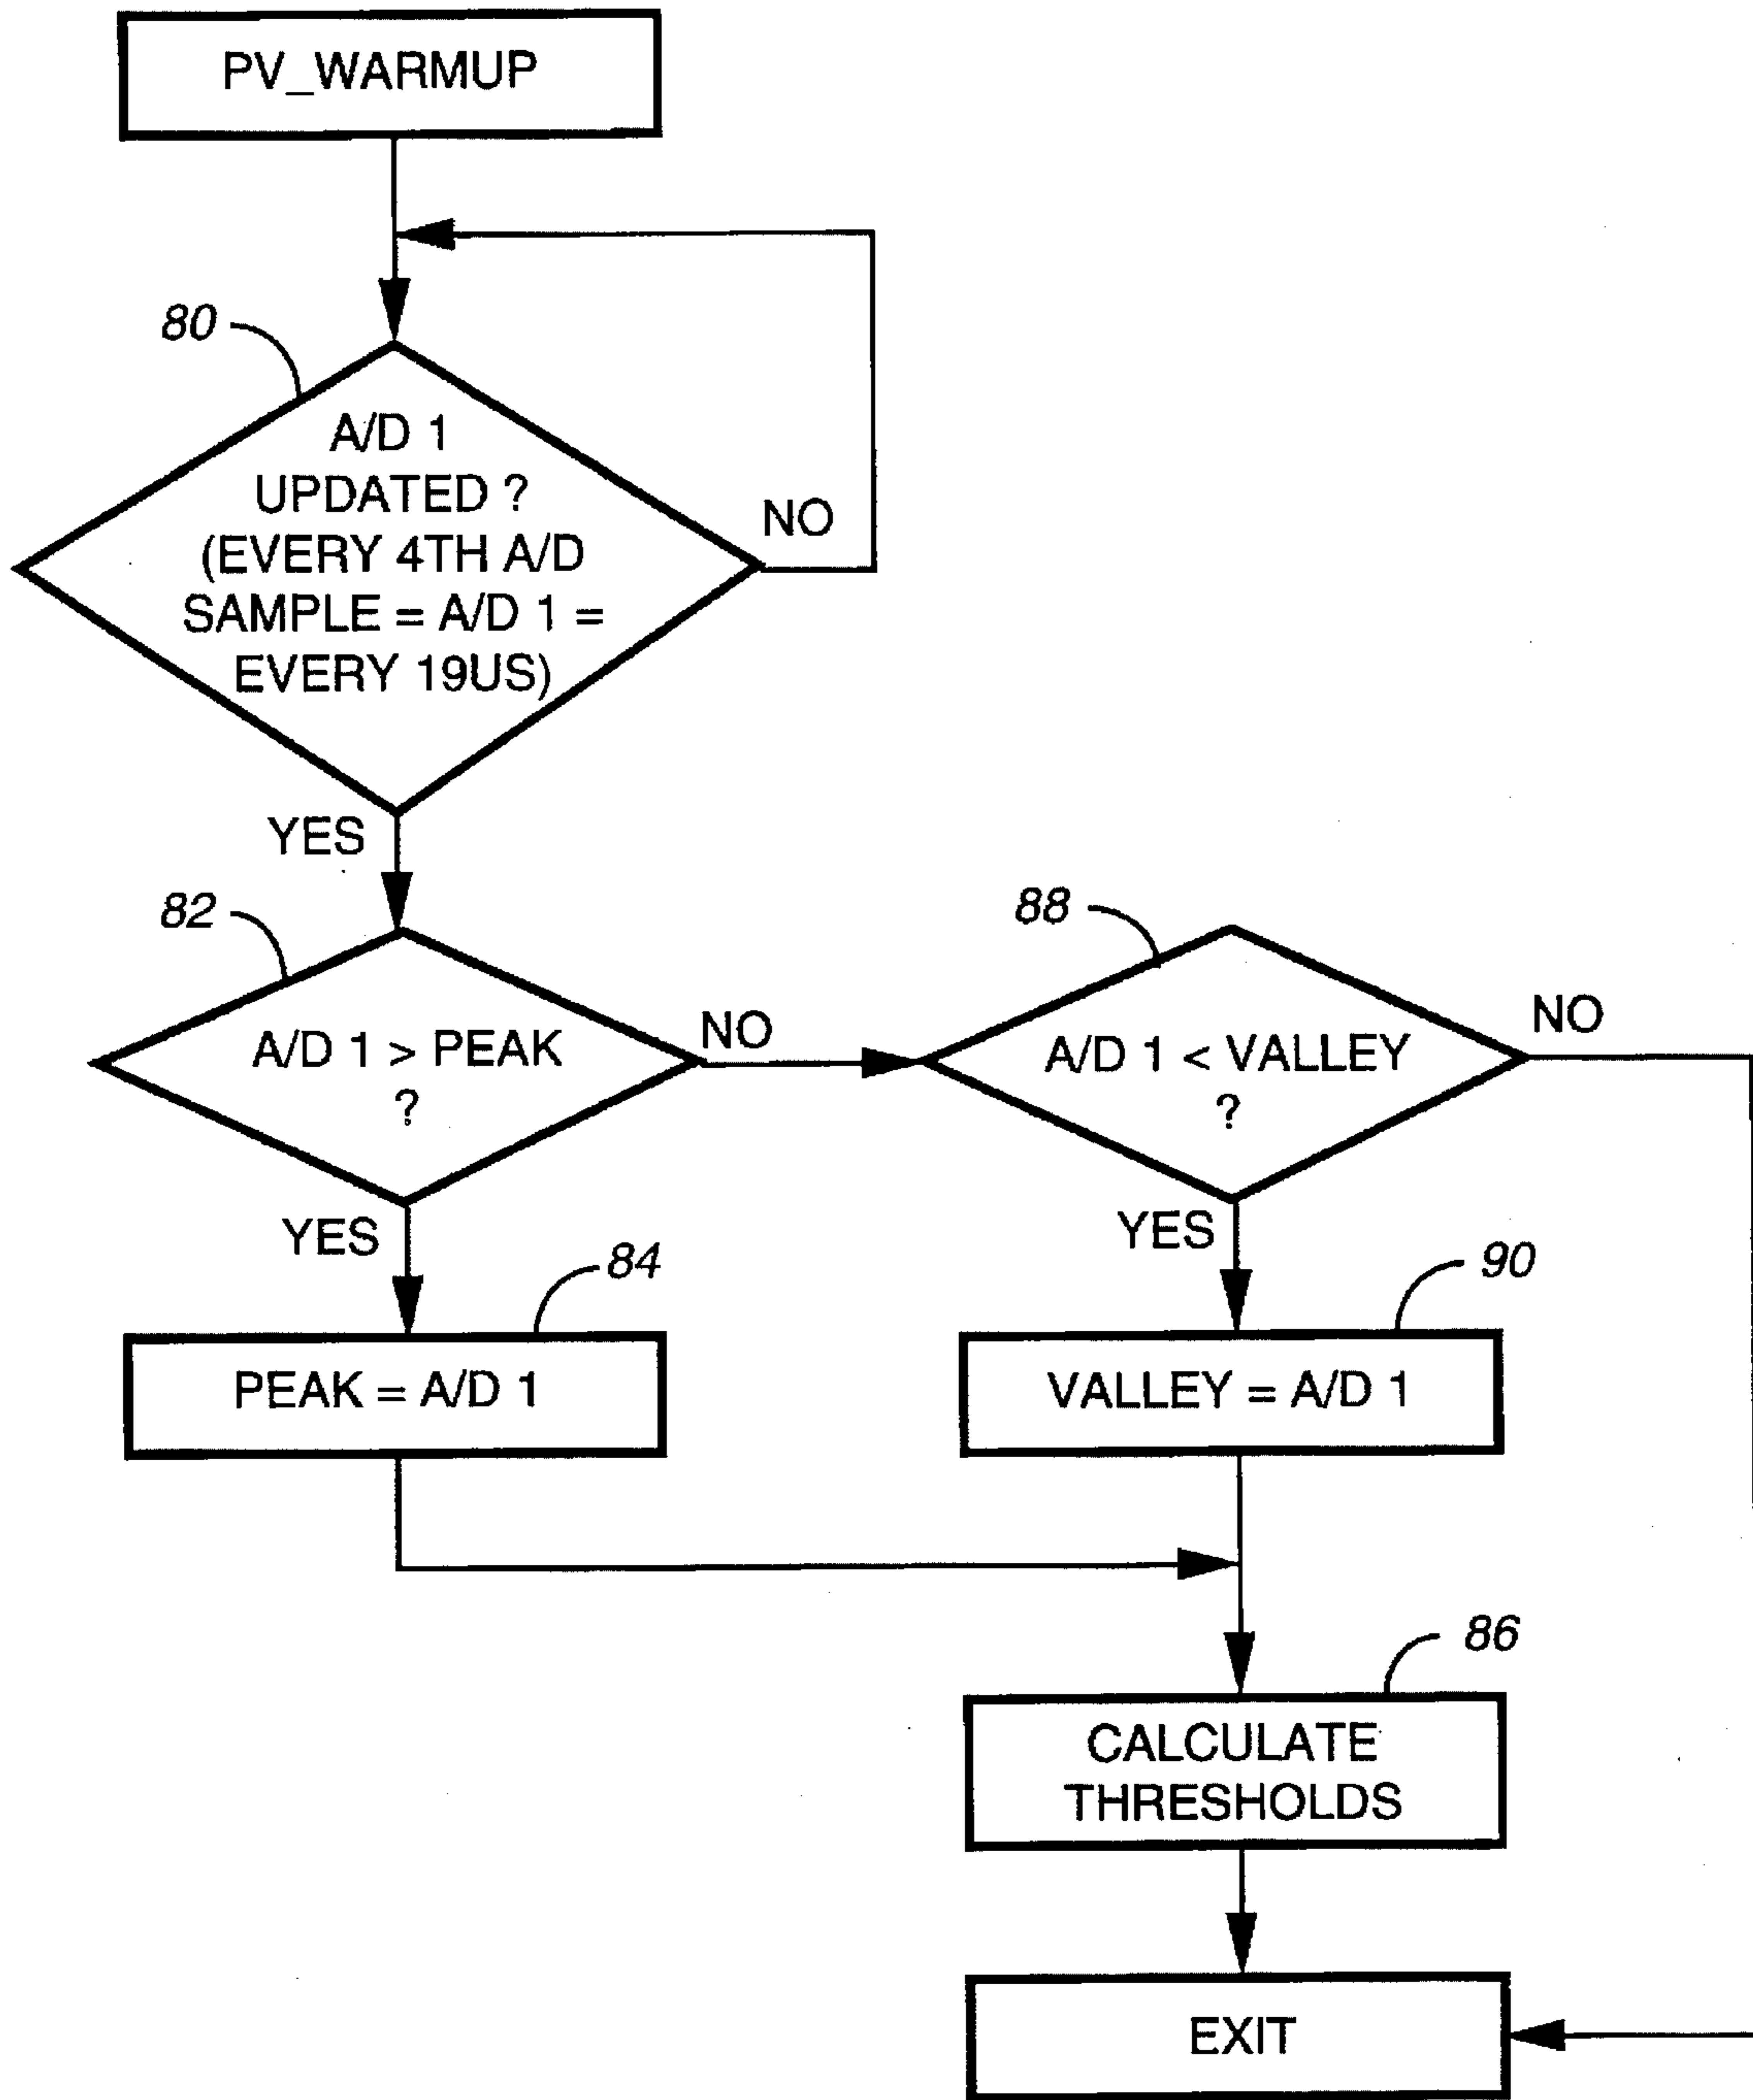 PV_WARMUP
80
A/D 1
UPDATED ?
(EVERY 4TH A/D
SAMPLE = A/D 1 =
EVERY 19US)
NO
YES
82
A/D 1 > PEAK
?
NO
88
A/D 1 < VALLEY
?
NO
YES
84
PEAK = A/D 1
YES
90
VALLEY = A/D 1
86
CALCULATE
THRESHOLDS
EXIT